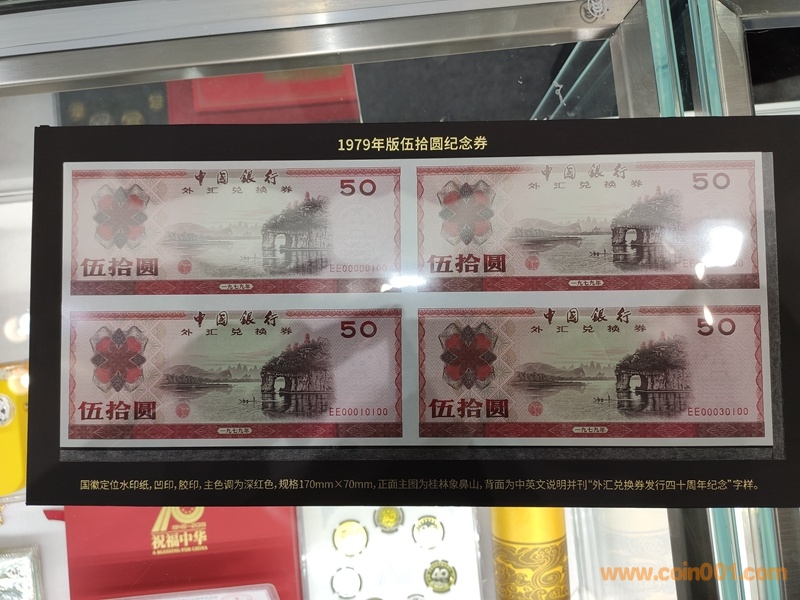 1979年版伍拾圆纪念券
中国银行
外汇兑换券
50
伍拾圆
EE00000100
一九七九年
中国银行
外汇兑换券
50
伍拾圆
一九七九年
中国银行
外汇兑换券
50
伍拾圆
EE00010100
一九七九年
中国银行
外汇兑换券
50
伍拾圆
EE00030100
一九七九年
国徽定位水印纸,凹印,胶印,主色调为深红色,规格170mm×70mm,正面主图为桂林象鼻山,背面为中英文说明并刊“外汇兑换券发行四十周年纪念”字样。
祝福中华
A BLESSING FOR CHINA
www.coin001.com